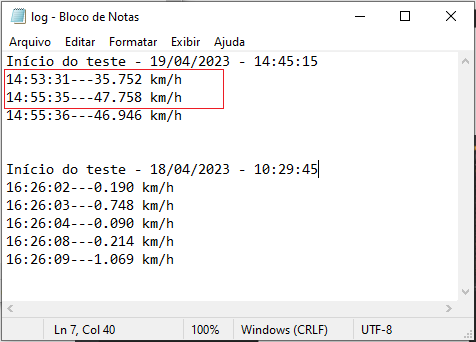 log - Bloco de Notas
Arquivo Editar Formatar Exibir Ajuda
Início do teste - 19/04/2023 - 14:45:15
14:53:31---35.752 km/h
14:55:35---47.758 km/h
14:55:36---46.946 km/h
Início do teste - 18/04/2023 - 10:29:45
16:26:02---0.190 km/h
16:26:03---0.748 km/h
16:26:04---0.090 km/h
16:26:08---0.214 km/h
16:26:09---1.069 km/h
Ln 7, Col 40 100% Windows (CRLF) UTF-8